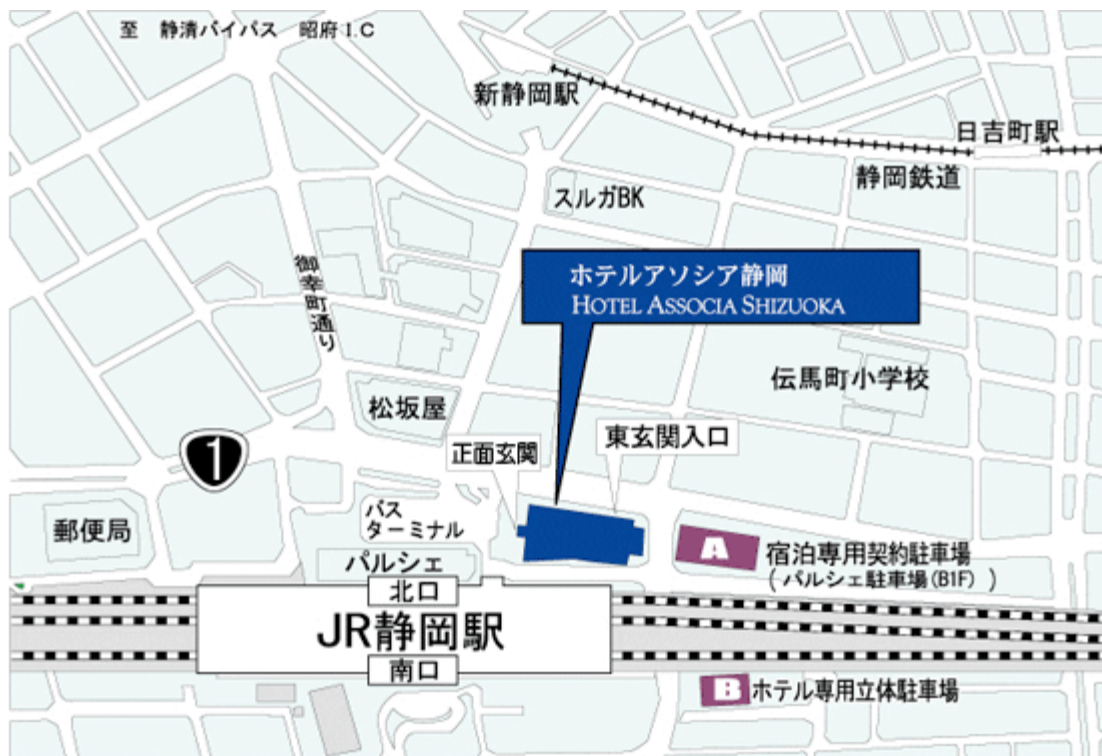 至 静清バイパス 昭府 I.C
新静岡駅
日吉町駅
静岡鉄道
スルガBK
ホテルアソシア静岡
HOTEL ASSOCIA SHIZUOKA
御幸町通り
伝馬町小学校
松坂屋
東玄関入口
正面玄関
1
バス
ターミナル
郵便局
A
宿泊専用契約駐車場
( パルシェ駐車場(B1F) )
パルシェ
北口
JR静岡駅
南口
B
ホテル専用立体駐車場